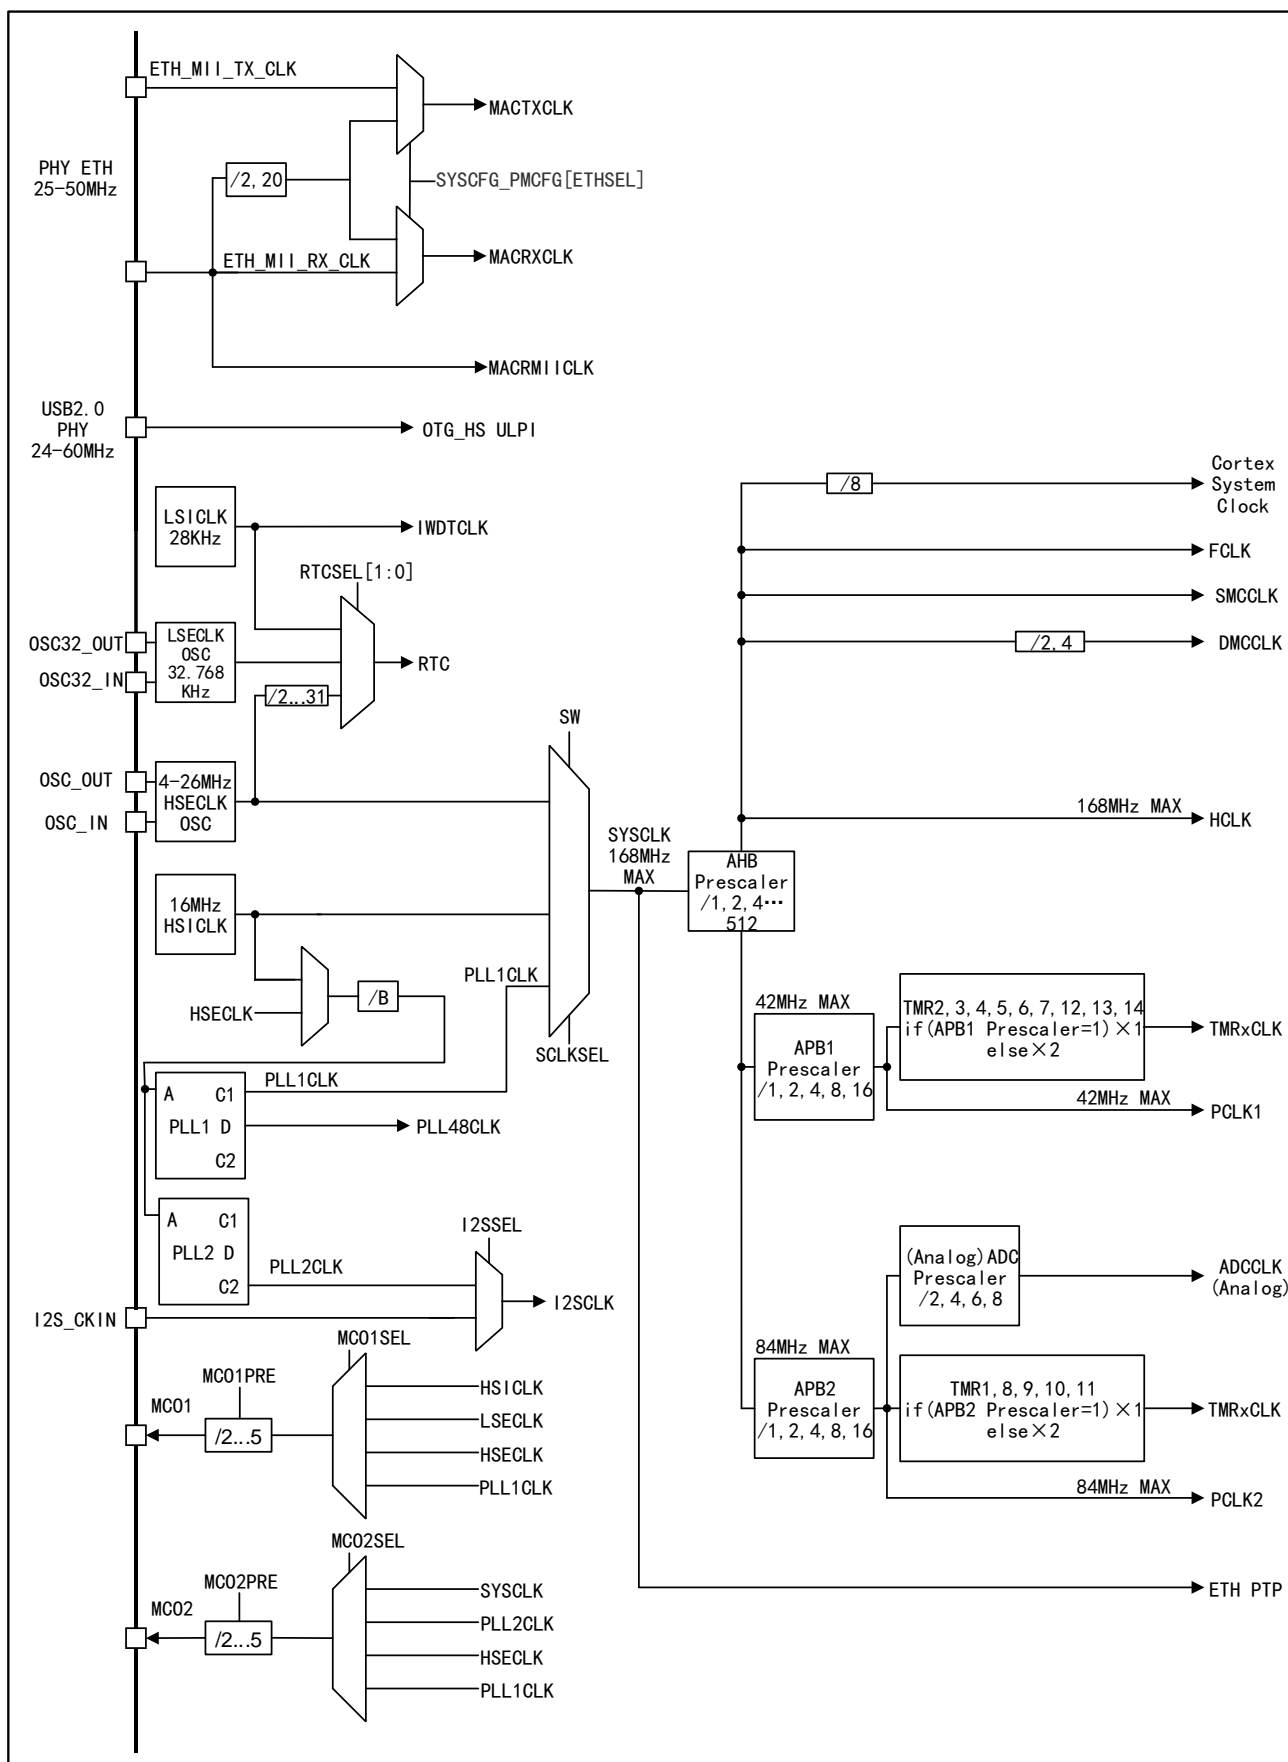 ETH_MII_TX_CLK
MACTXCLK
PHY ETH
25-50MHz
/2, 20
SYSCFG_PMCFG[ETHSEL]
ETH_MII_RX_CLK
MACRXCLK
MACRMIICLK
USB2.0
PHY
24-60MHz
OTG_HS ULPI
LSICLK
28KHz
IWDTCLK
RTCSEL[1:0]
OSC32_OUT
OSC32_IN
LSECLK
OSC
32.768
KHz
RTC
/2...31
OSC_OUT
OSC_IN
4-26MHz
HSECLK
OSC
16MHz
HSICLK
HSECLK
/B
SW
PLL1CLK
SCLKSEL
SYSCLK
168MHz
MAX
AHB
Prescaler
/1, 2, 4…
512
/8
Cortex
System
Clock
FCLK
SMCCLK
/2, 4
DMCCLK
168MHz MAX
HCLK
42MHz MAX
APB1
Prescaler
/1, 2, 4, 8, 16
TMR2, 3, 4, 5, 6, 7, 12, 13, 14
if(APB1 Prescaler=1)×1
else×2
TMRxCLK
42MHz MAX
PCLK1
A C1
PLL1 D
C2
PLL1CLK
PLL48CLK
A C1
PLL2 D
C2
PLL2CLK
I2SSEL
I2SCLK
I2S_CKIN
(Analog)ADC
Prescaler
/2, 4, 6, 8
ADCCLK
(Analog)
84MHz MAX
APB2
Prescaler
/1, 2, 4, 8, 16
TMR1, 8, 9, 10, 11
if(APB2 Prescaler=1)×1
else×2
TMRxCLK
84MHz MAX
PCLK2
MCO1SEL
MCO1PRE
MCO1
/2...5
HSICLK
LSECLK
HSECLK
PLL1CLK
MCO2SEL
MCO2PRE
MCO2
/2...5
SYSCLK
PLL2CLK
HSECLK
PLL1CLK
ETH PTP